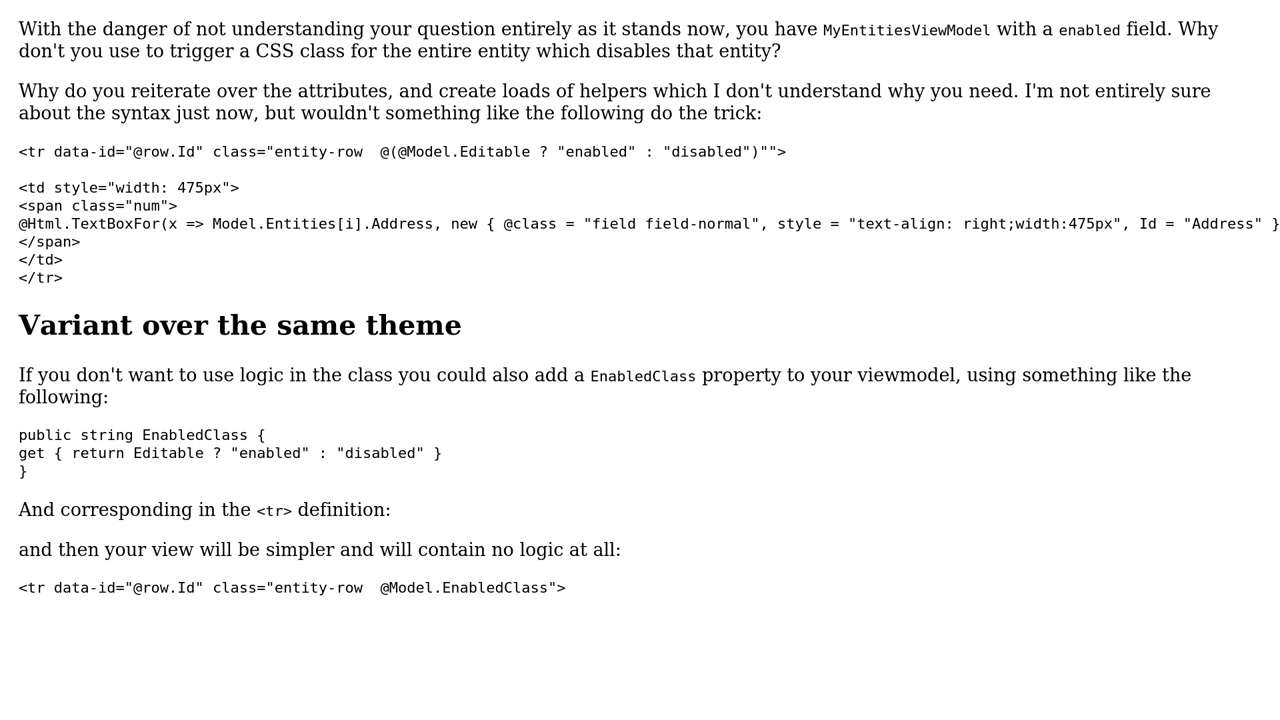 With the danger of not understanding your question entirely as it stands now, you have MyEntitiesViewModel with a enabled field. Why
don't you use to trigger a CSS class for the entire entity which disables that entity?
Why do you reiterate over the attributes, and create loads of helpers which I don't understand why you need. I'm not entirely sure
about the syntax just now, but wouldn't something like the following do the trick:
<tr data-id="@row.Id" class="entity-row  @(@Model.Editable ? "enabled" : "disabled")"">
<td style="width: 475px">
<span class="num">
@Html.TextBoxFor(x => Model.Entities[i].Address, new { @class = "field field-normal", style = "text-align: right;width:475px", Id = "Address" }
</span>
</td>
</tr>
Variant over the same theme
If you don't want to use logic in the class you could also add a EnabledClass property to your viewmodel, using something like the
following:
public string EnabledClass {
get { return Editable ? "enabled" : "disabled" }
}
And corresponding in the <tr> definition:
and then your view will be simpler and will contain no logic at all:
<tr data-id="@row.Id" class="entity-row  @Model.EnabledClass">